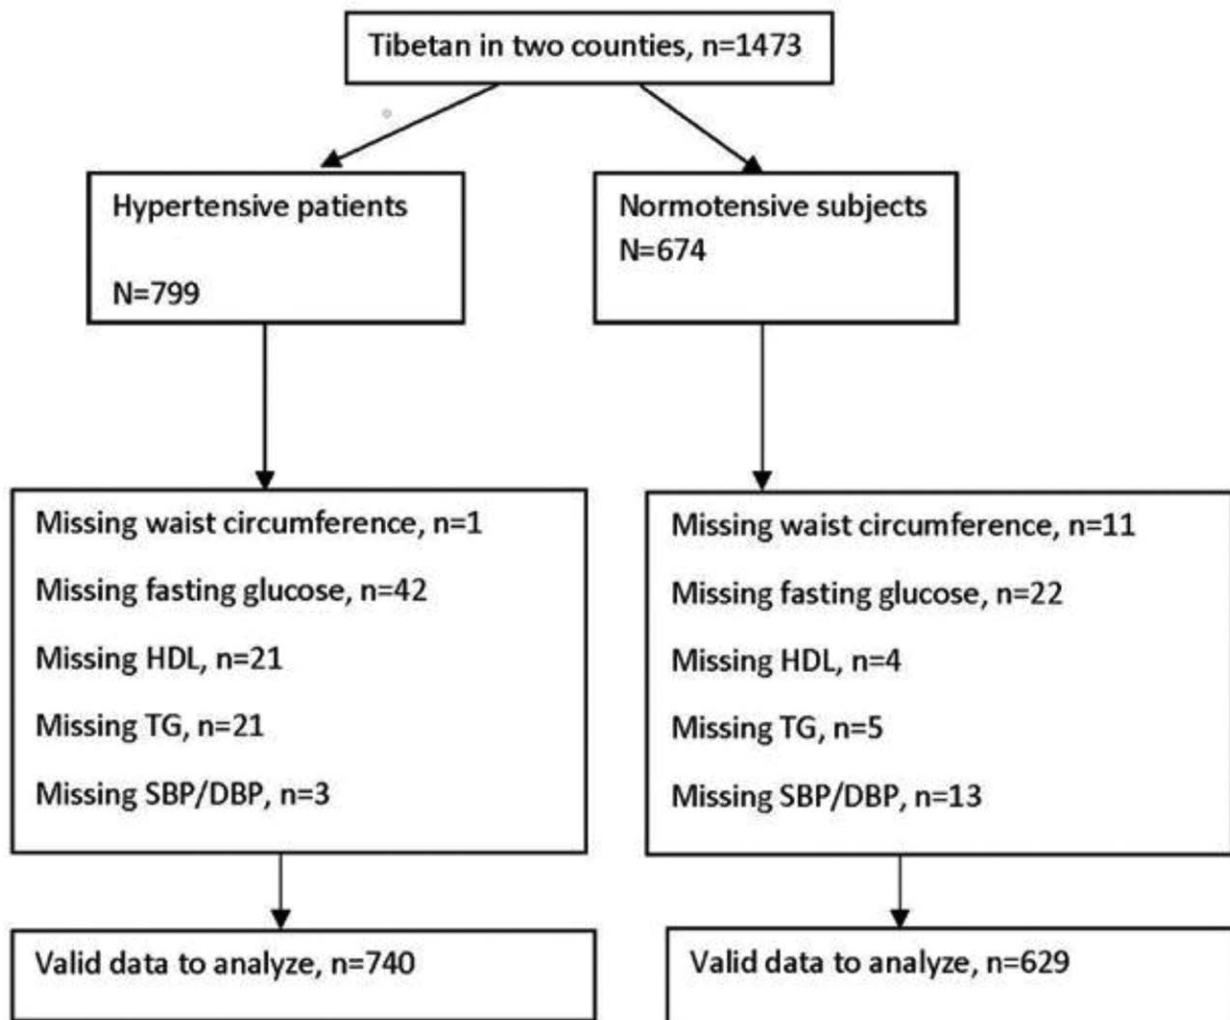 Tibetan in two counties, n=1473
Hypertensive patients
N=799
Normotensive subjects
N=674
Missing waist circumference, n=1
Missing fasting glucose, n=42
Missing HDL, n=21
Missing TG, n=21
Missing SBP/DBP, n=3
Missing waist circumference, n=11
Missing fasting glucose, n=22
Missing HDL, n=4
Missing TG, n=5
Missing SBP/DBP, n=13
Valid data to analyze, n=740
Valid data to analyze, n=629